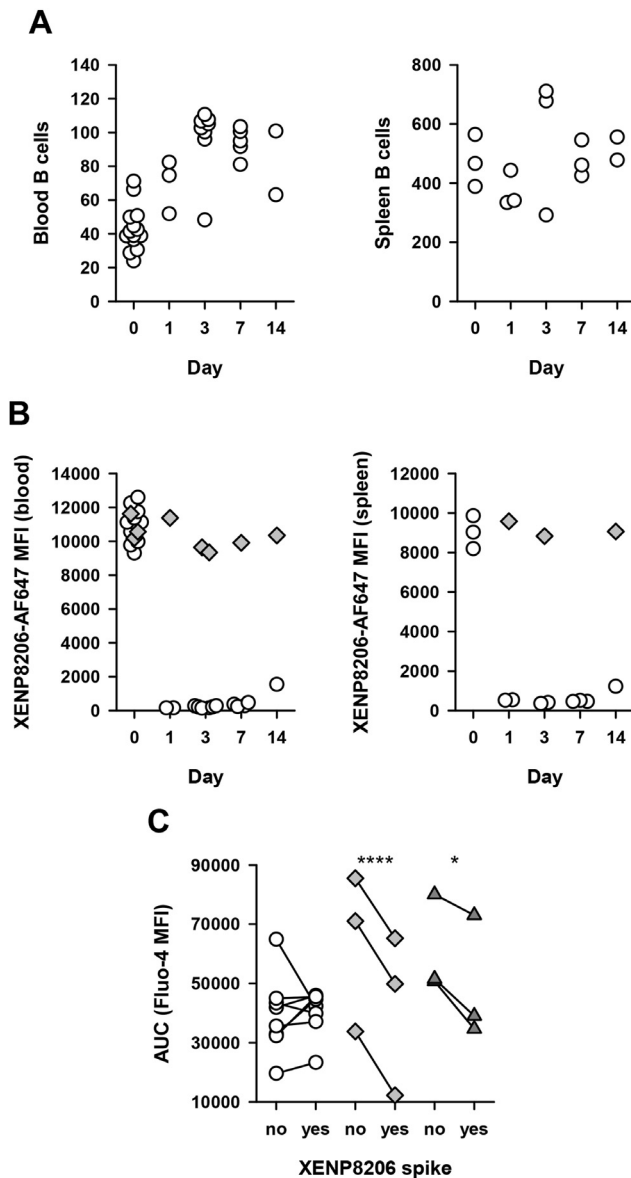 A
Blood B cells
140
120
100
80
60
40
20
0
0 1 3 7 14
Day
Spleen B cells
800
600
400
200
0
0 1 3 7 14
Day
B
XENP8206-AF647 MFI (blood)
14000
12000
10000
8000
6000
4000
2000
0
0 1 3 7 14
Day
XENP8206-AF647 MFI (spleen)
12000
10000
8000
6000
4000
2000
0
0 1 3 7 14
Day
C
AUC (Fluo-4 MFI)
90000
70000
50000
30000
10000
**** *
no yes no yes no yes
XENP8206 spike